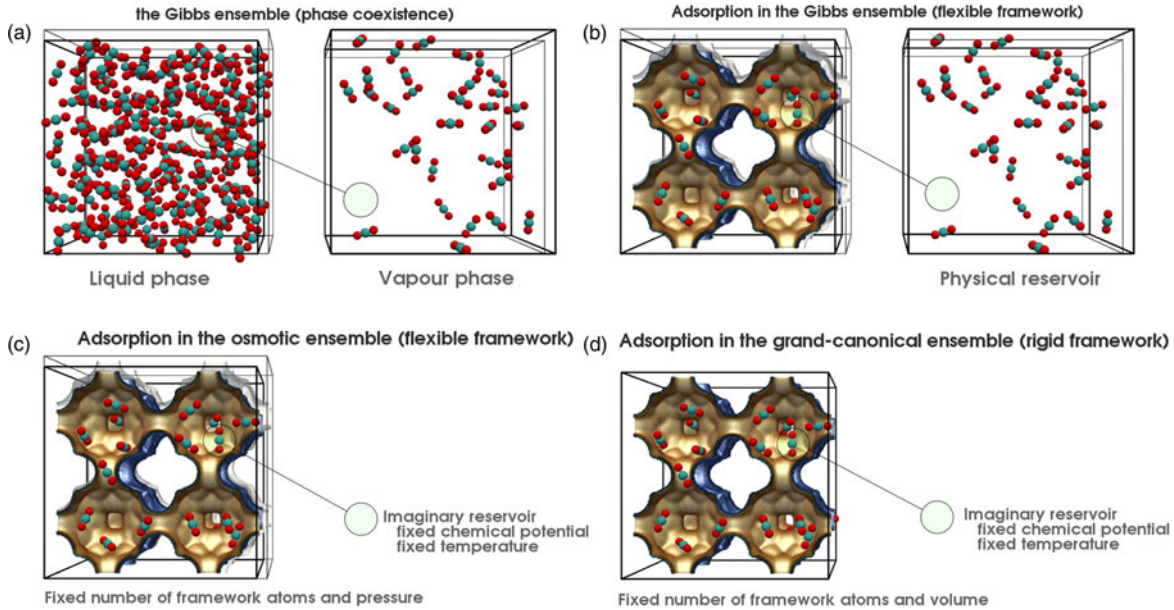 the Gibbs ensemble (phase coexistence)
(a)
Liquid phase
Vapour phase
Adsorption in the Gibbs ensemble (flexible framework)
(b)
Physical reservoir
Adsorption in the osmotic ensemble (flexible framework)
(c)
Imaginary reservoir
fixed chemical potential
fixed temperature
Fixed number of framework atoms and pressure
Adsorption in the grand-canonical ensemble (rigid framework)
(d)
Imaginary reservoir
fixed chemical potential
fixed temperature
Fixed number of framework atoms and volume